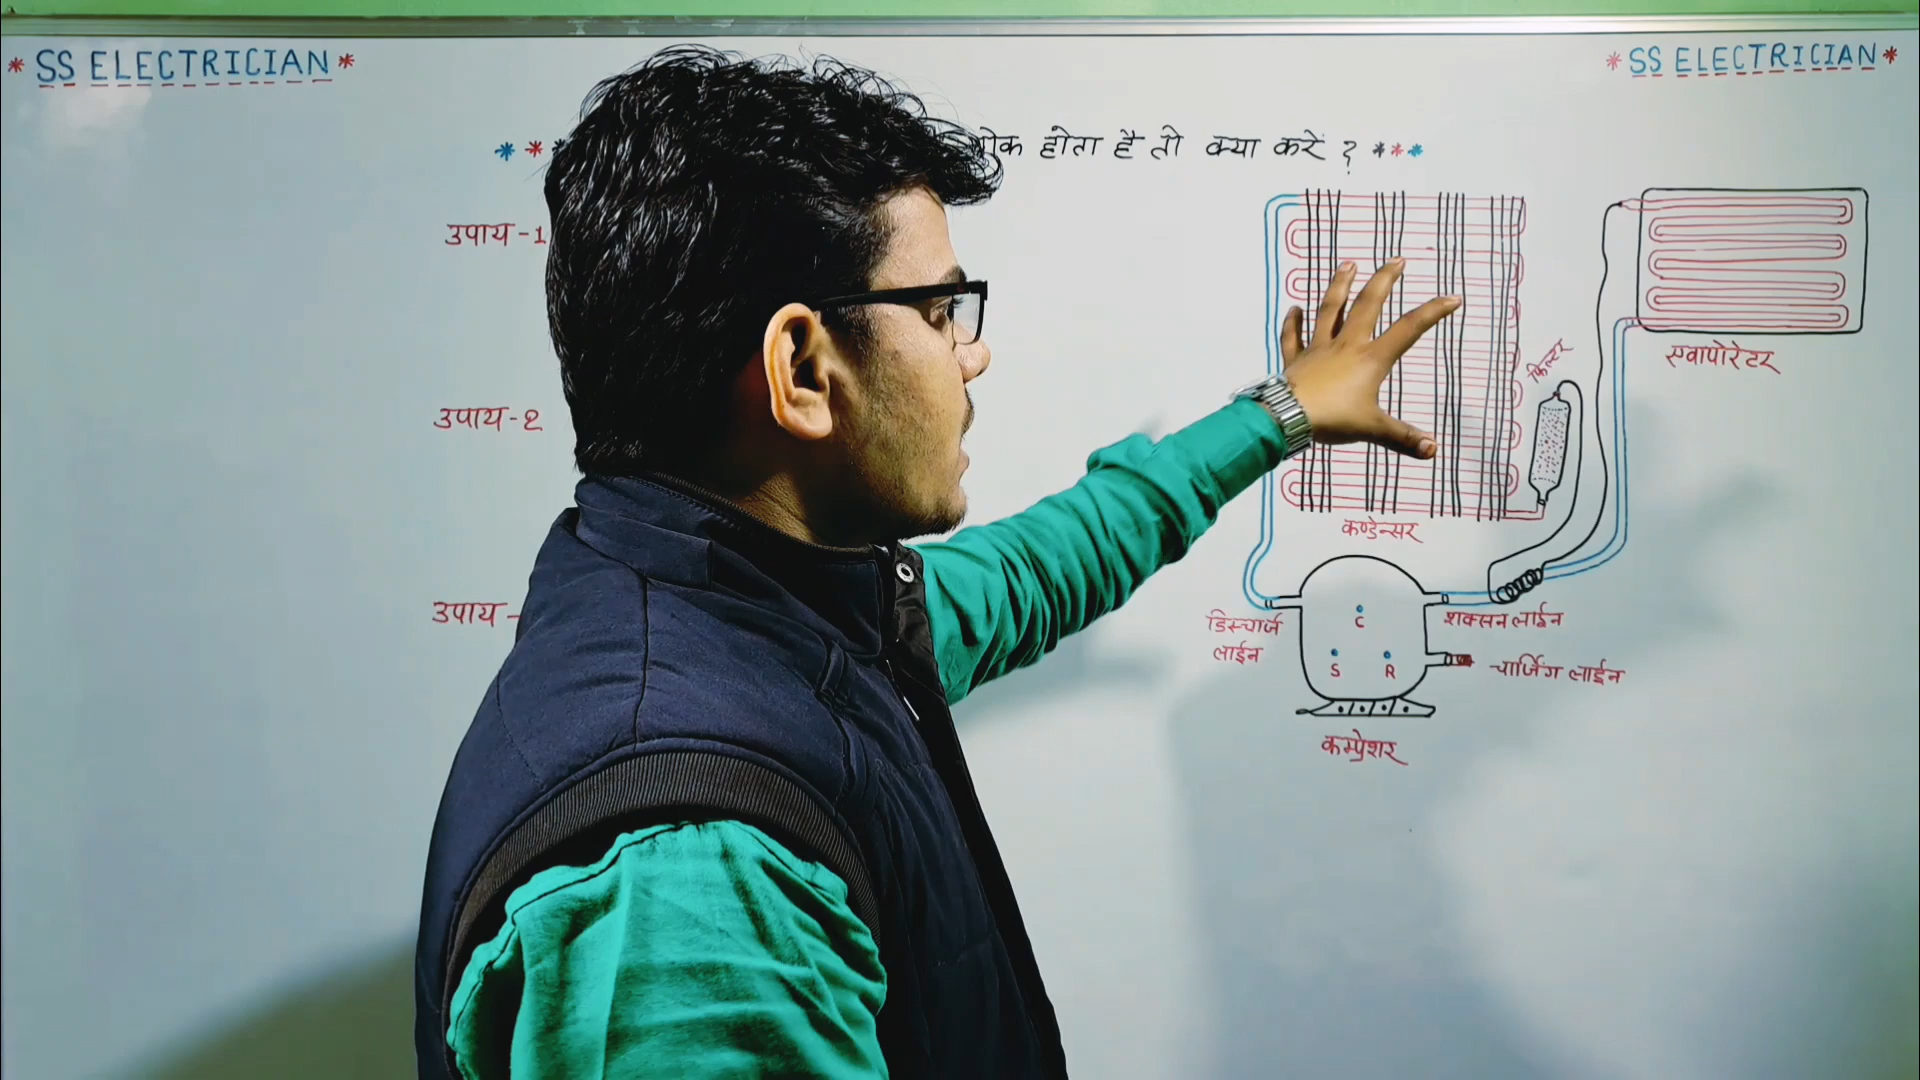 * SS ELECTRICIAN *
* SS ELECTRICIAN *
होता है तो क्या करें ?
उपाय-1
उपाय-2
उपाय-
फिल्टर
एवापोरेटर
कण्डेन्सर
डिस्चार्ज
लाईन
शक्सन लाईन
चार्जिंग लाईन
C
S R
कम्प्रेशर